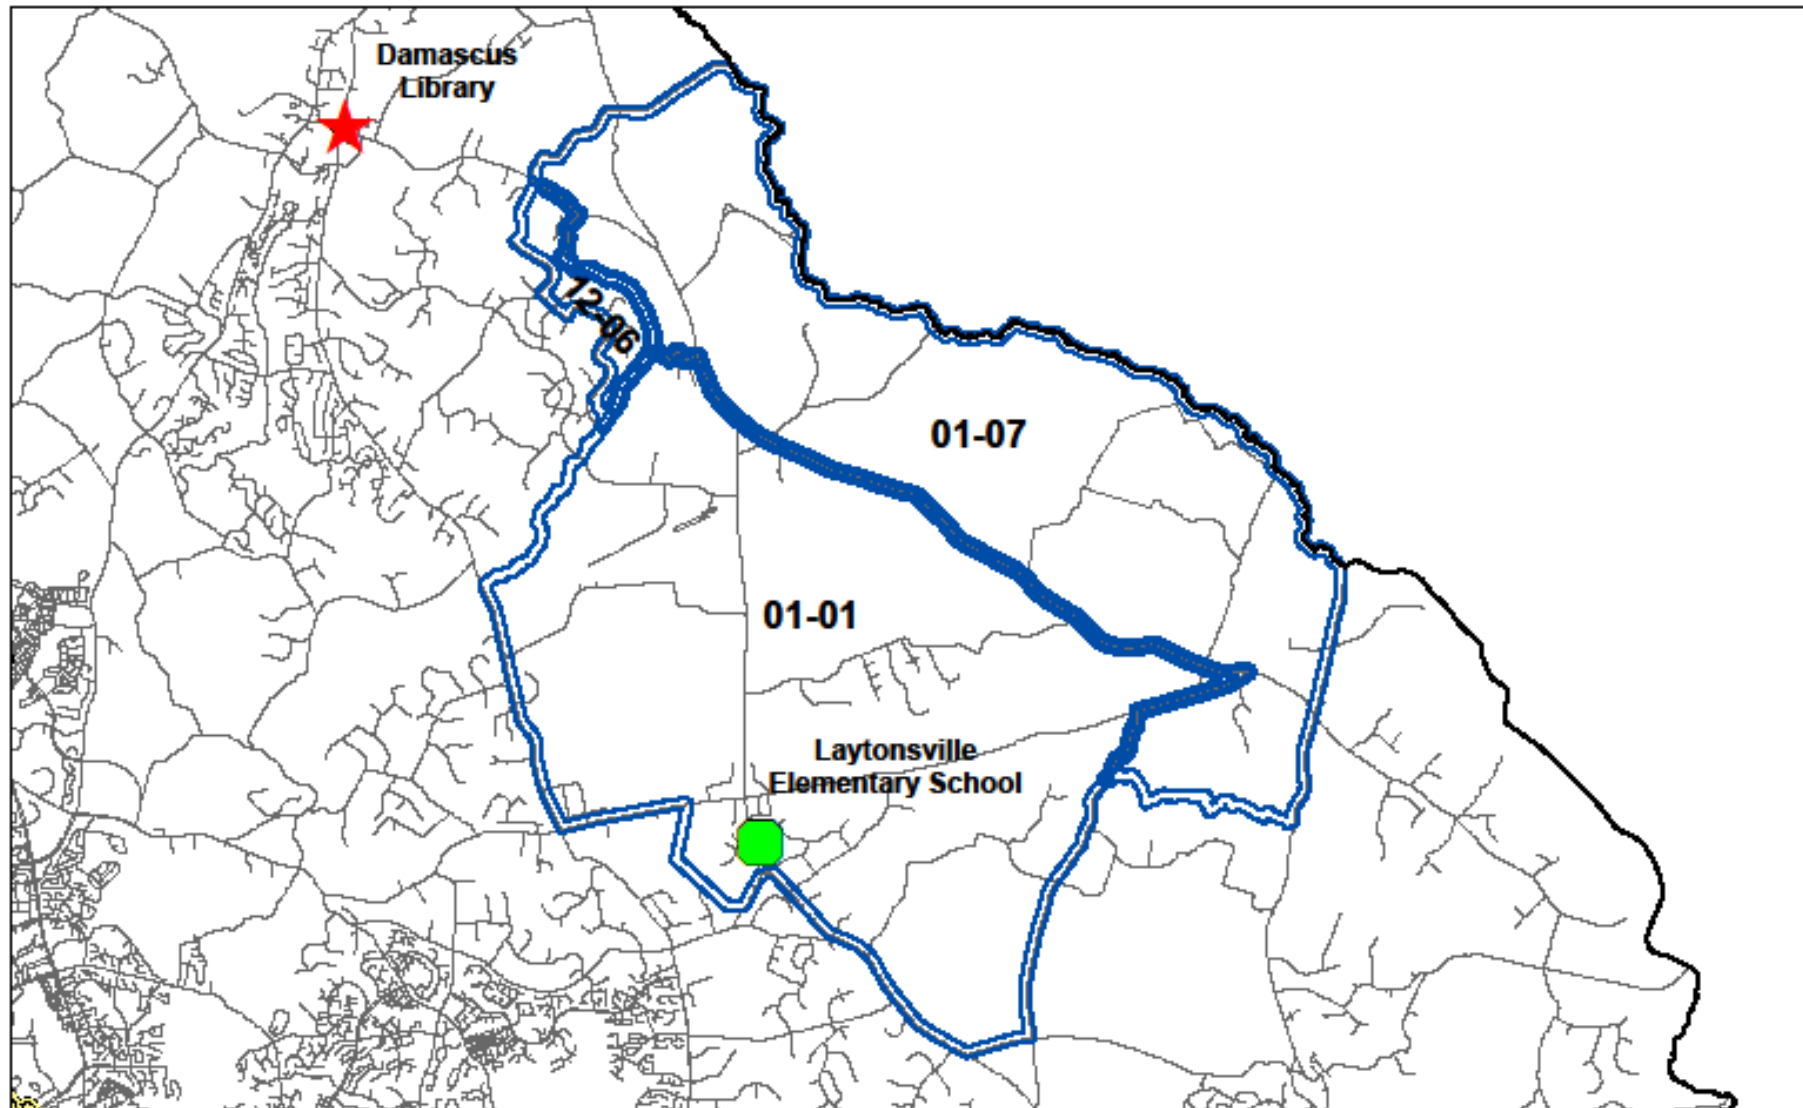 Damascus
Library
12-06
01-07
01-01
Laytonsville
Elementary School